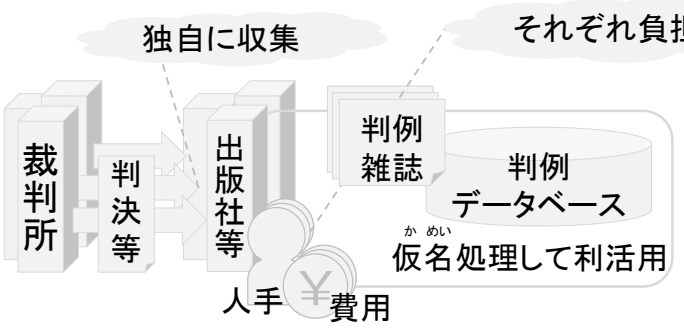 独自に収集
それぞれ負担
裁判所
判決等
出版社等
判例
雑誌
判例
データベース
かめい
仮名処理して利活用
人手
¥
費用